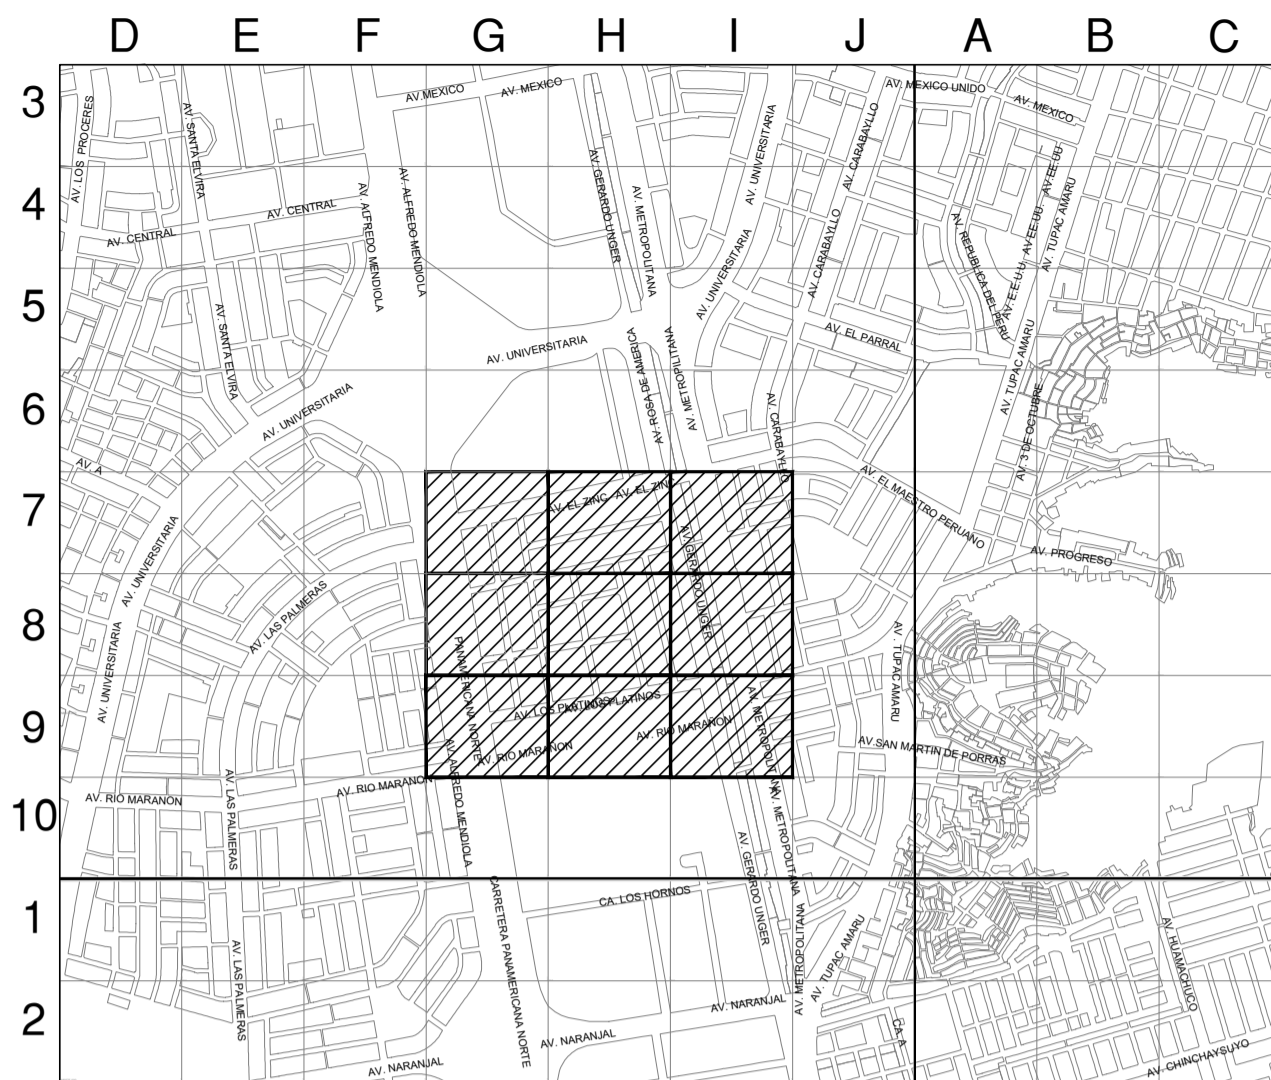 D E F G H I J A B C
3
AV. MEXICO
AV. MEXICO
AV. MEXICO UNIDO
AV. MEXICO
AV. LOS PROCERES
AV. SANTA ELVIRA
AV. UNIVERSITARIA
AV. CARABAYLLO
4
AV. CENTRAL
AV. CENTRAL
AV. ALFREDO MENDIOLA
AV. ALFREDO MENDIOLA
AV. GERARDO UNGER
AV. METROPOLITANA
AV. UNIVERSITARIA
AV. CARABAYLLO
AV. REPUBLICA DEL PERU
AV. E.E.U.U.
AV EE.UU.
AV.EE.UU
AV. TUPAC AMARU
5
AV. SANTA ELVIRA
AV. UNIVERSITARIA
AV. EL PARRAL
AV. TUPAC AMARU
6
AV. UNIVERSITARIA
AV. ROSA DE AMERICA
AV. METROPILITANA
AV. CARABAYLLO
AV. 3 DE OCTUBRE
AV. A
7
AV. EL ZINC
AV. EL ZINC
AV. EL MAESTRO PERUANO
AV. PROGRESO
AV. UNIVERSITARIA
AV. GERARDO UNGER
8
AV. LAS PALMERAS
AV. UNIVERSITARIA
PANAMERICANA NORTE
AV. TUPAC AMARU
9
AV. LOS PLATINOS
AV. LOS PLATINOS
AV. RIO MARAÑON
AV. RIO MARAÑON
AV. METROPOLITANA
AV.SAN MARTIN DE PORRAS
10
AV. RIO MARAÑON
AV. RIO MARAÑON
AV. LAS PALMERAS
AV. ALFREDO MENDIOLA
AV. GERARDO UNGER
AV. METROPOLITANA
1
CA. LOS HORNOS
CARRETERA PANAMERICANA NORTE
AV. LAS PALMERAS
AV. METROPOLITANA
AV. TUPAC AMARU
AV. HUAMACHUCO
2
AV. NARANJAL
AV. NARANJAL
AV. NARANJAL
CA. A
AV. CHINCHAYSUYO